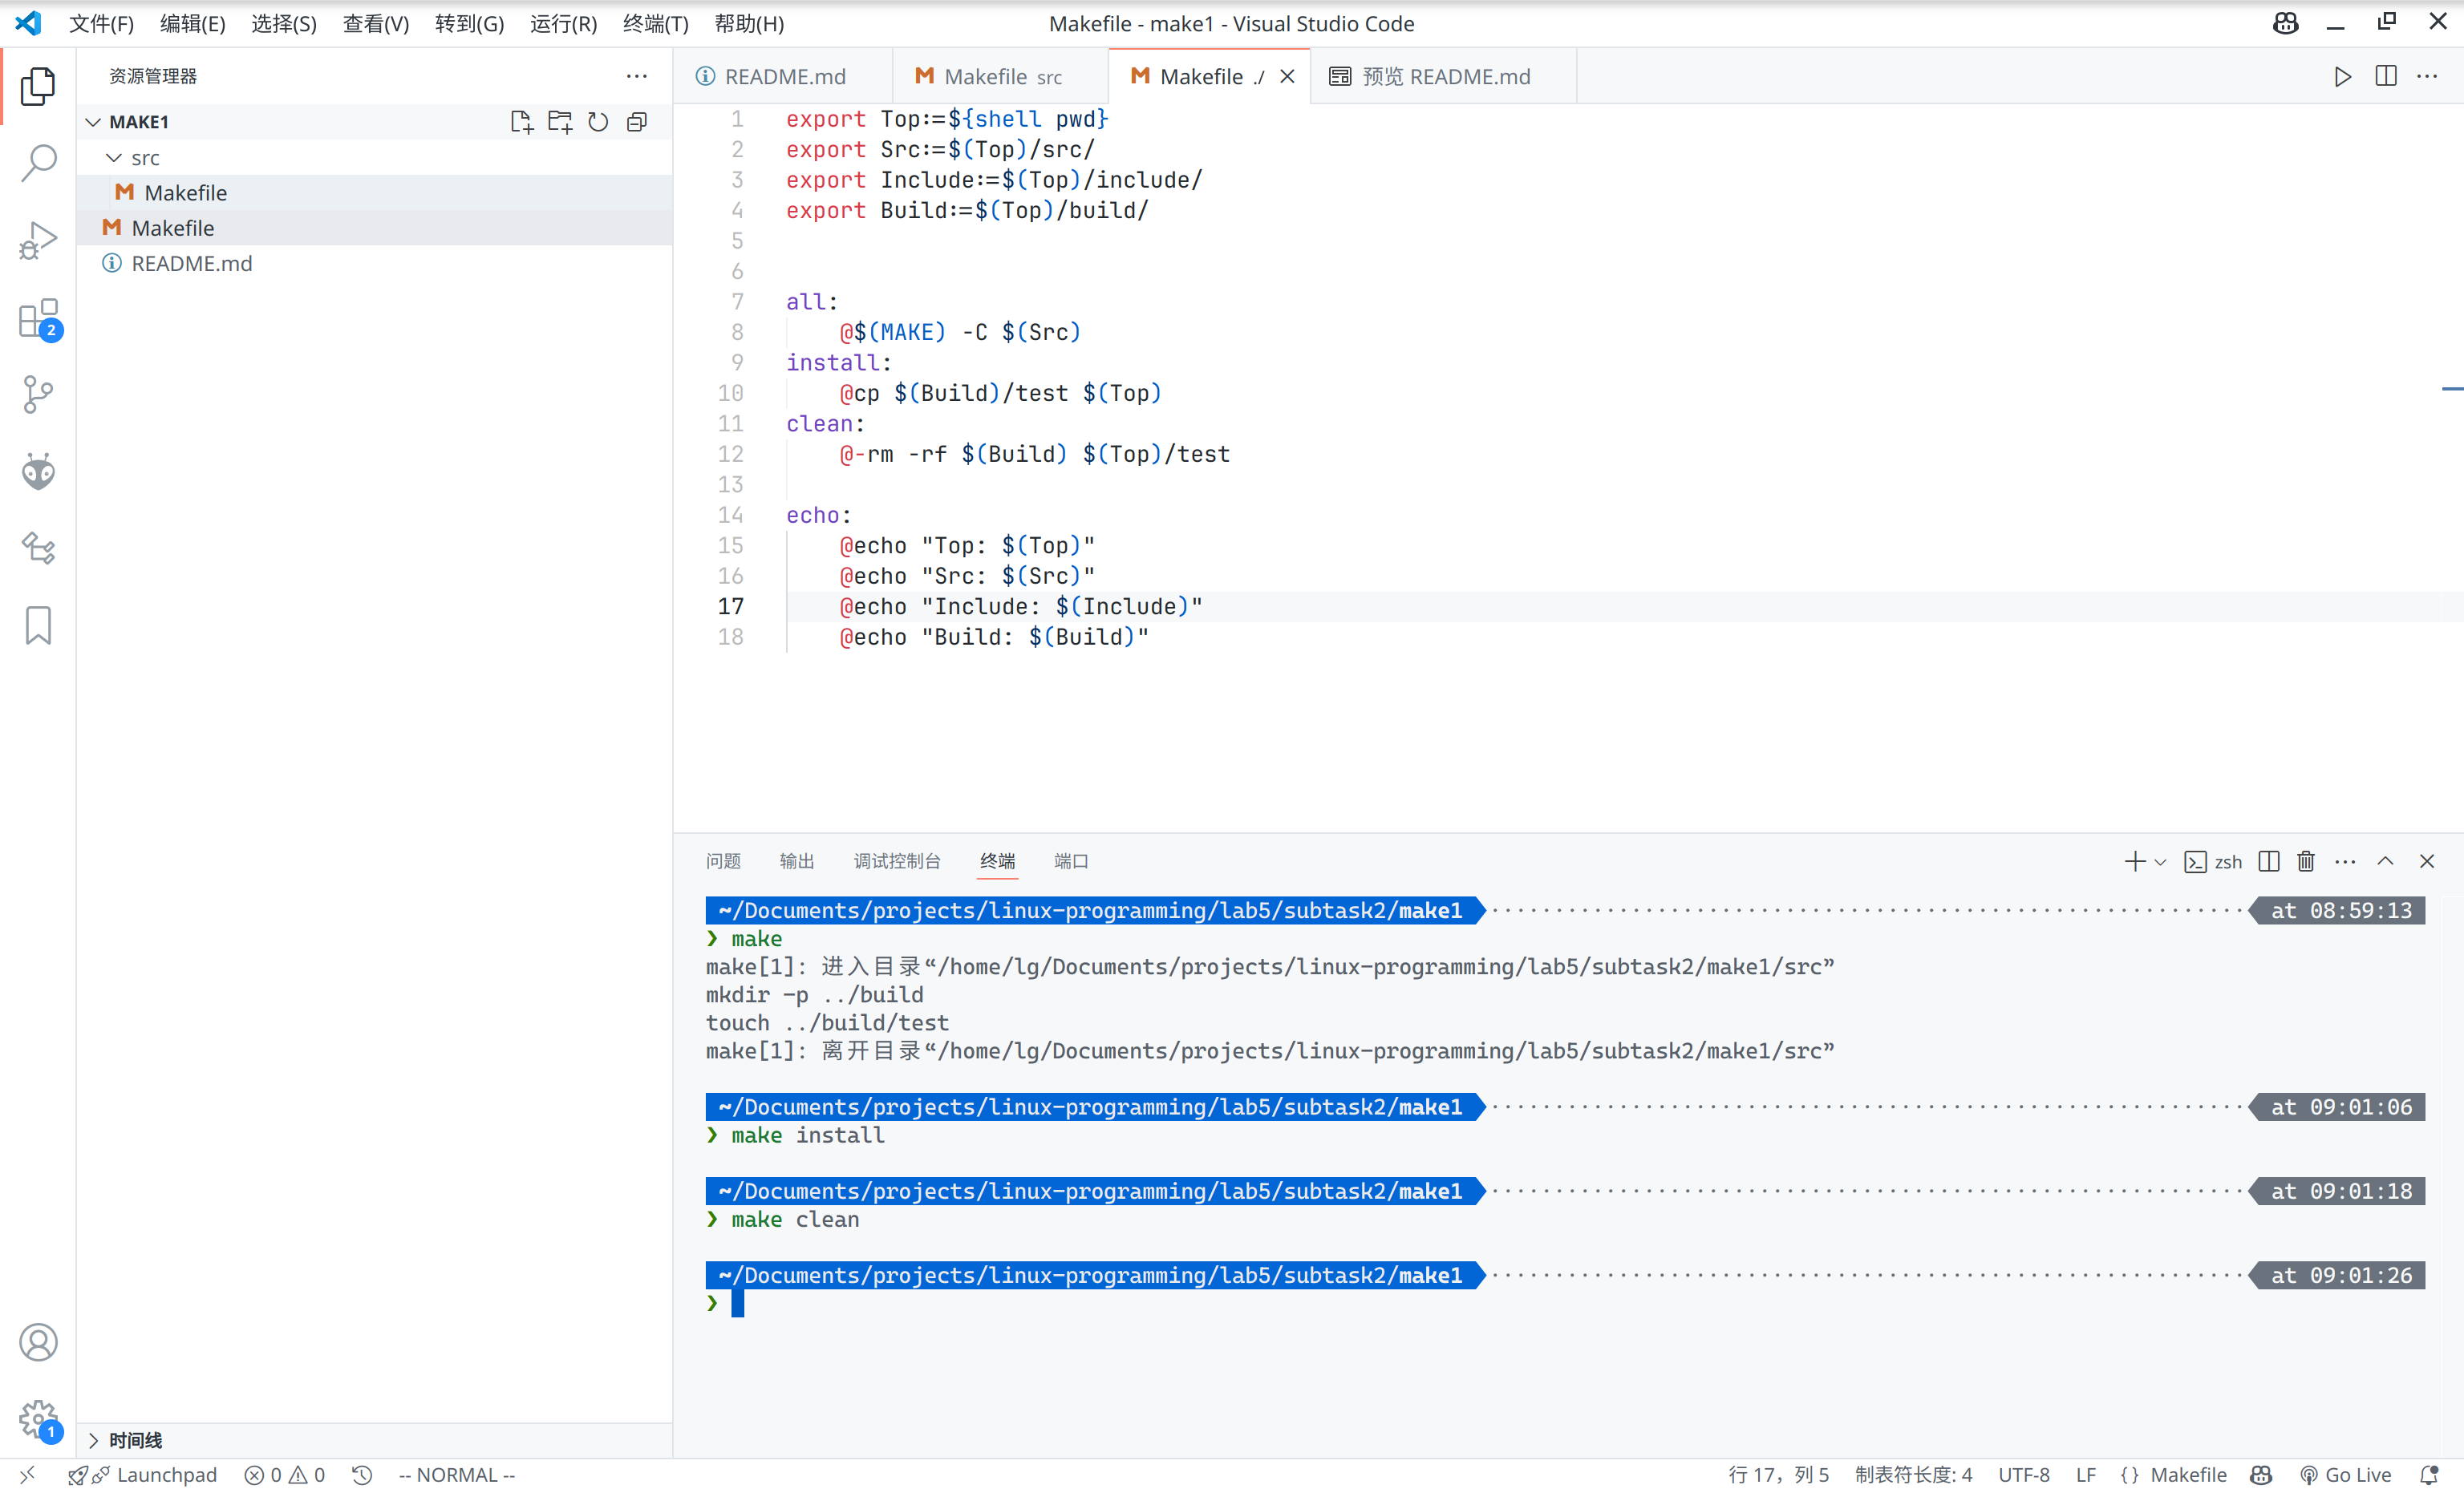 文件(F) 编辑(E) 选择(S) 查看(V) 转到(G) 运行(R) 终端(T) 帮助(H) Makefile - make1 - Visual Studio Code
资源管理器
MAKE1
src
Makefile
Makefile
README.md
2
1
时间线
README.md Makefile src Makefile ./ 预览 README.md
1 export Top:=${shell pwd}
2 export Src:=$(Top)/src/
3 export Include:=$(Top)/include/
4 export Build:=$(Top)/build/
5
6
7 all:
8 @$(MAKE) -C $(Src)
9 install:
10 @cp $(Build)/test $(Top)
11 clean:
12 @-rm -rf $(Build) $(Top)/test
13
14 echo:
15 @echo "Top: $(Top)"
16 @echo "Src: $(Src)"
17 @echo "Include: $(Include)"
18 @echo "Build: $(Build)"
问题 输出 调试控制台 终端 端口 zsh
~/Documents/projects/linux-programming/lab5/subtask2/make1 at 08:59:13
❯ make
make[1]: 进入目录“/home/lg/Documents/projects/linux-programming/lab5/subtask2/make1/src”
mkdir -p ../build
touch ../build/test
make[1]: 离开目录“/home/lg/Documents/projects/linux-programming/lab5/subtask2/make1/src”
~/Documents/projects/linux-programming/lab5/subtask2/make1 at 09:01:06
❯ make install
~/Documents/projects/linux-programming/lab5/subtask2/make1 at 09:01:18
❯ make clean
~/Documents/projects/linux-programming/lab5/subtask2/make1 at 09:01:26
❯
Launchpad 0 0 -- NORMAL -- 行 17，列 5 制表符长度: 4 UTF-8 LF {} Makefile Go Live